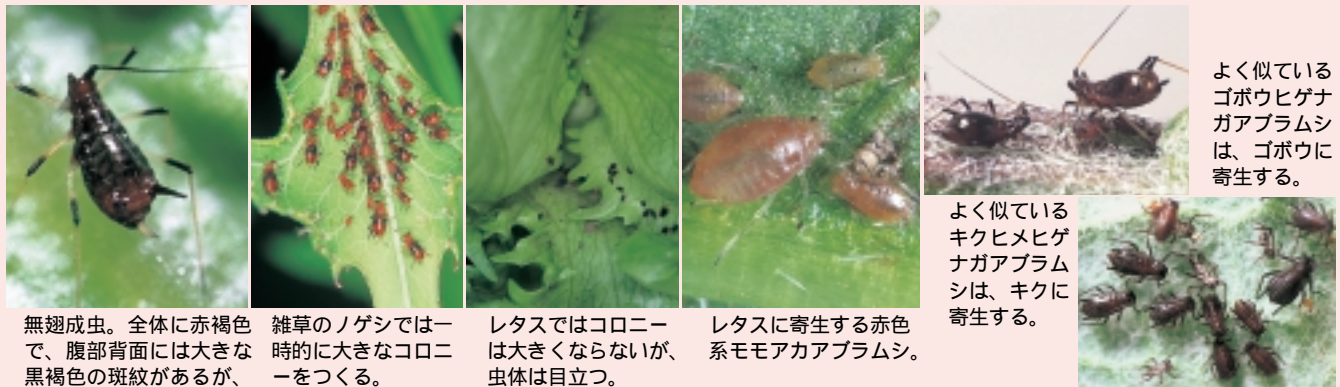 無翅成虫。全体に赤褐色
で、腹部背面には大きな
黒褐色の斑紋があるが、
雑草のノゲシでは一
時的に大きなコロニ
ーをつくる。
レタスではコロニー
は大きくならないが、
虫体は目立つ。
レタスに寄生する赤色
系モモアカアブラムシ。
よく似ている
ゴボウヒゲナ
ガアブラムシ
は、ゴボウに
寄生する。
よく似ている
キクヒメヒゲ
ナガアブラム
シは、キクに
寄生する。